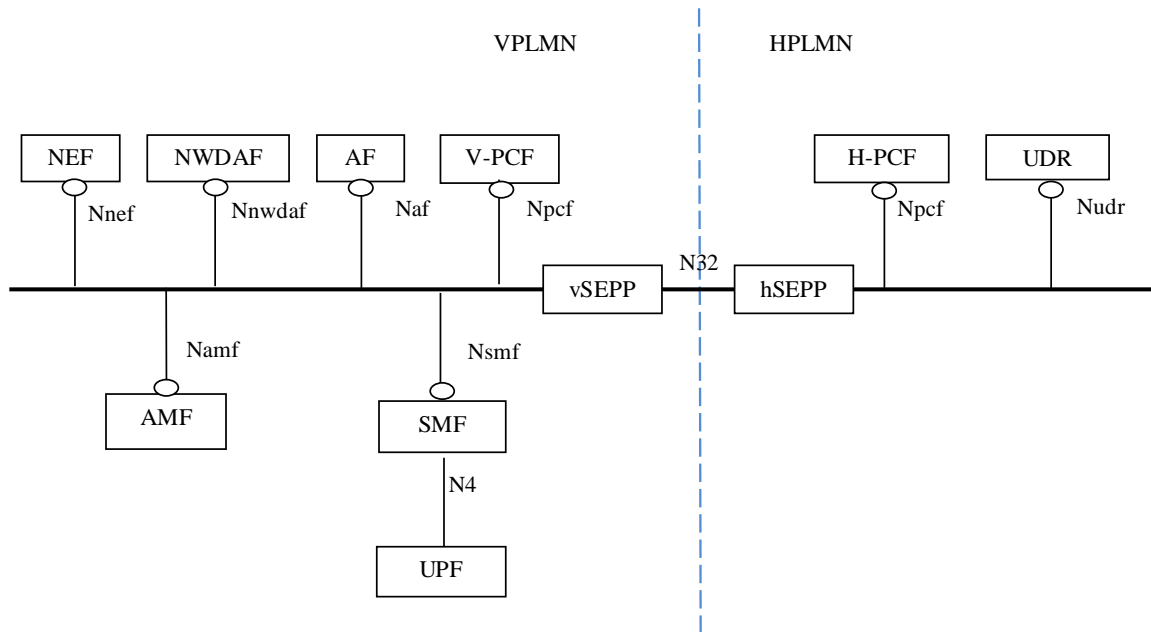 VPLMN
HPLMN
NEF
NWDAF
AF
V-PCF
H-PCF
UDR
Nnef
Nnwdaf
Naf
Npcf
Npcf
Nudr
N32
vSEPP
hSEPP
Namf
Nsmf
AMF
SMF
N4
UPF